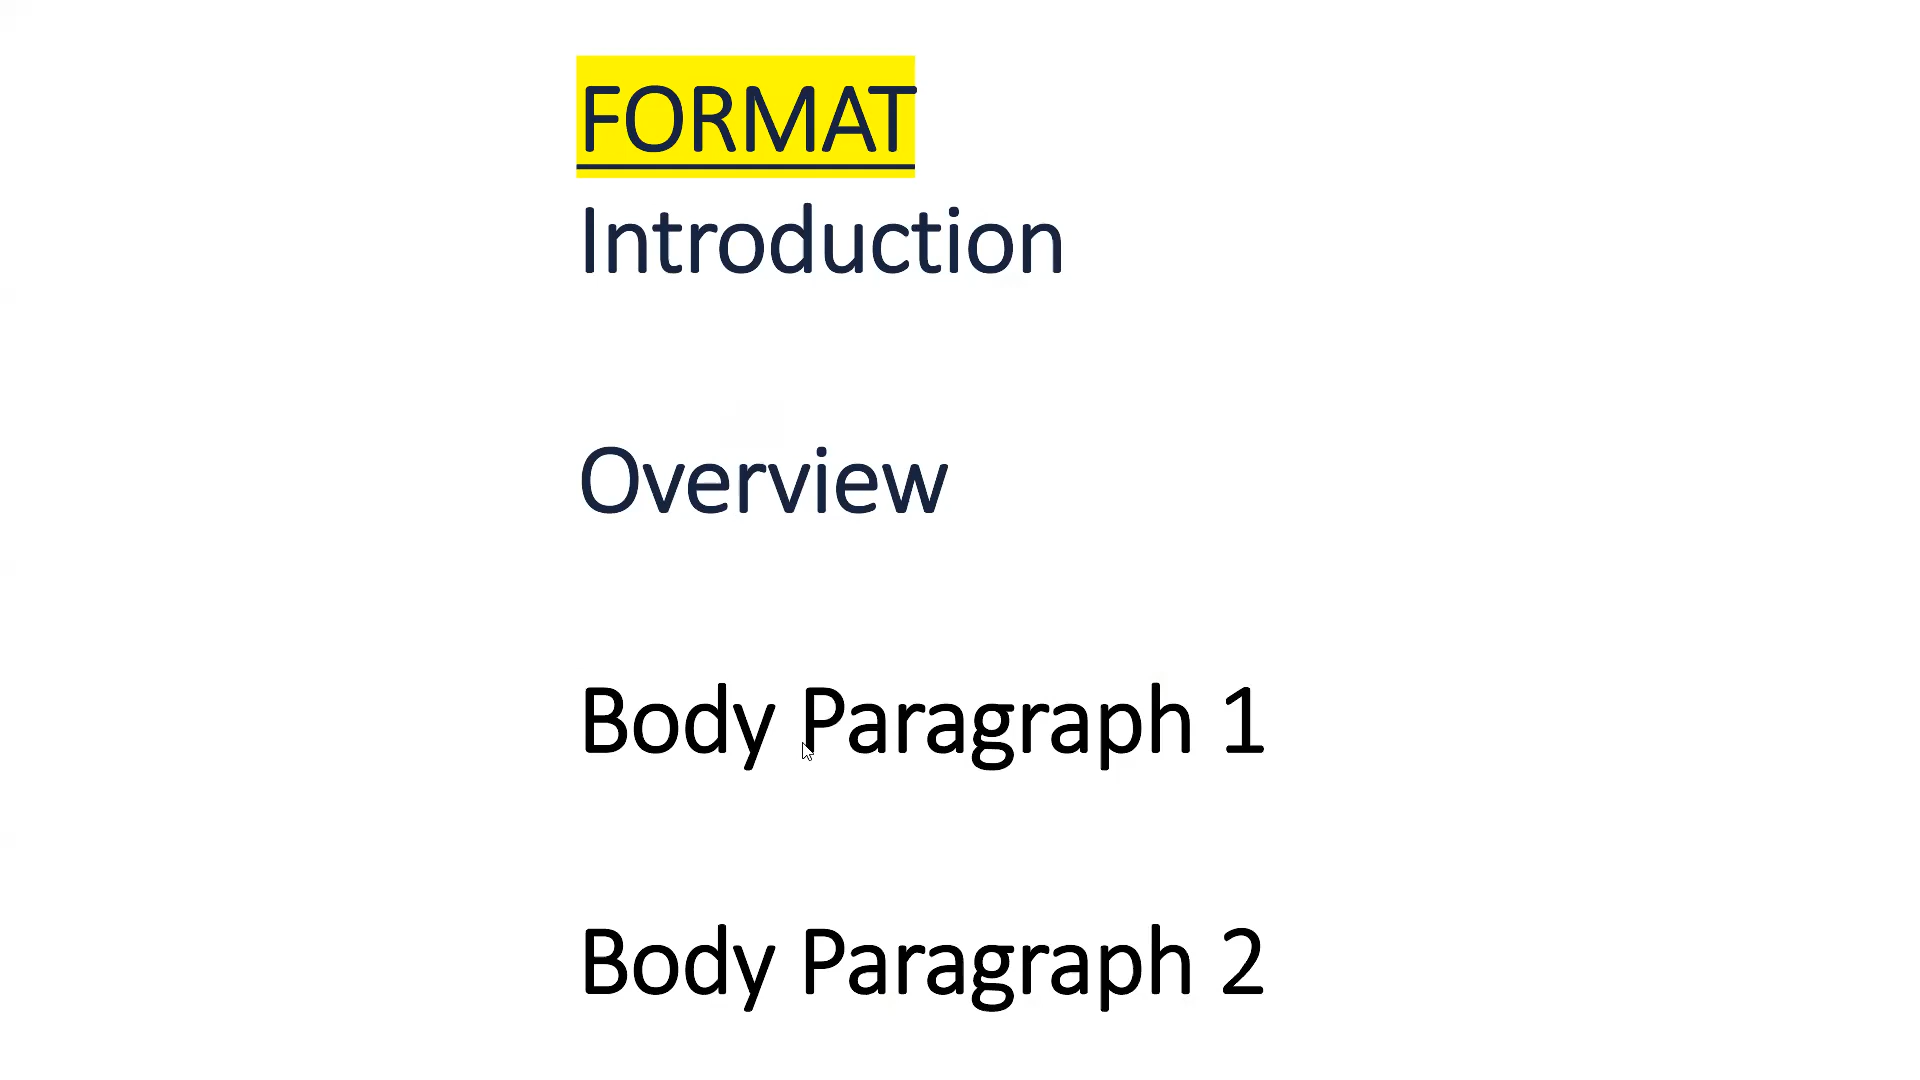 FORMAT
Introduction
Overview
Body Paragraph 1
Body Paragraph 2